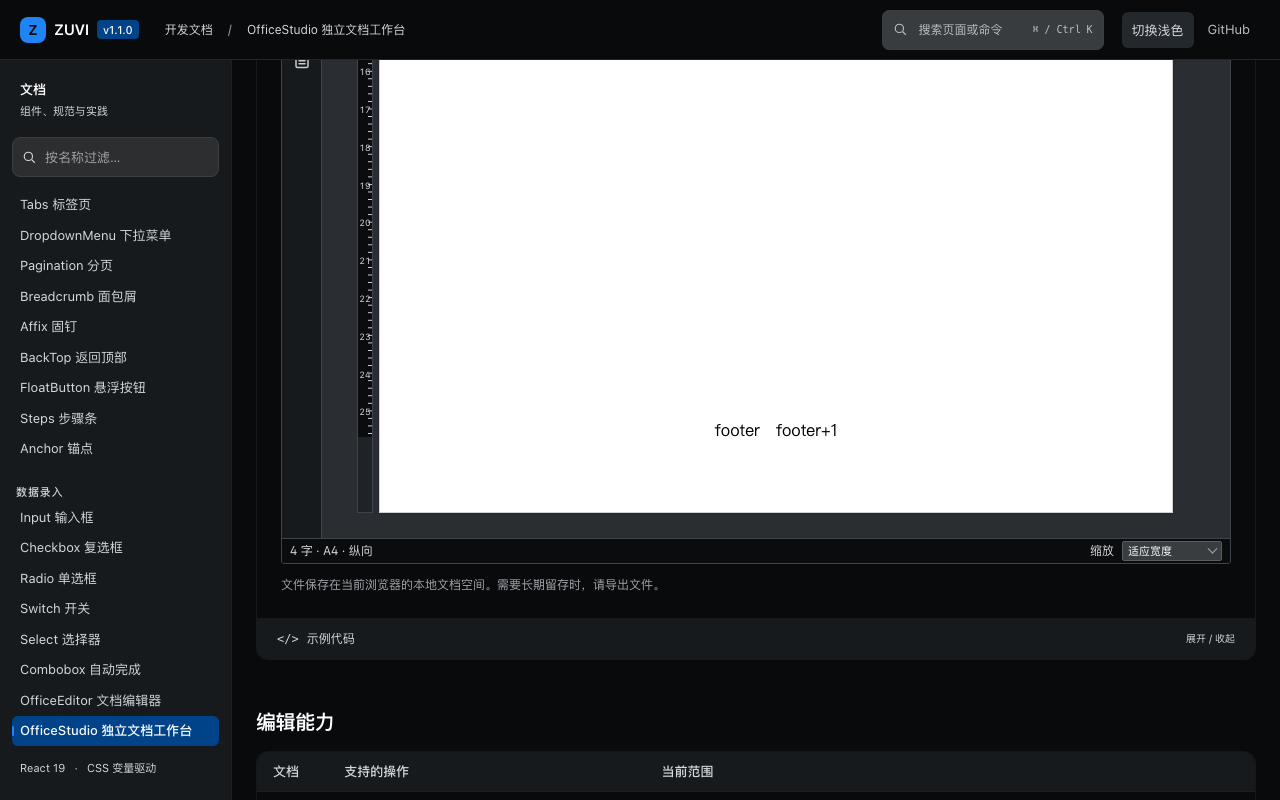 Z ZUVI v1.1.0 开发文档 / OfficeStudio 独立文档工作台 搜索页面或命令 ⌘ / Ctrl K 切换浅色 GitHub
文档
组件、规范与实践
按名称过滤...
Tabs 标签页
DropdownMenu 下拉菜单
Pagination 分页
Breadcrumb 面包屑
Affix 固钉
BackTop 返回顶部
FloatButton 悬浮按钮
Steps 步骤条
Anchor 锚点
数据录入
Input 输入框
Checkbox 复选框
Radio 单选框
Switch 开关
Select 选择器
Combobox 自动完成
OfficeEditor 文档编辑器
OfficeStudio 独立文档工作台
React 19 · CSS 变量驱动
16
17
18
19
20
21
22
23
24
25
footer footer+1
4 字 · A4 · 纵向 缩放 适应宽度
文件保存在当前浏览器的本地文档空间。需要长期留存时，请导出文件。
</> 示例代码 展开 / 收起
编辑能力
文档 支持的操作 当前范围